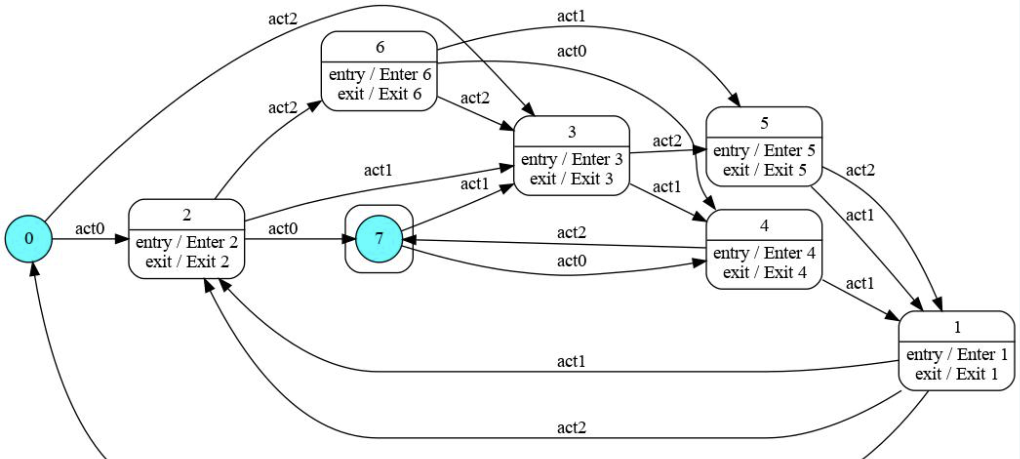 act2
act1
6
act0
entry / Enter 6
exit / Exit 6
act2
act2
5
3
act2
entry / Enter 5
exit / Exit 5
entry / Enter 3
exit / Exit 3
act1
act2
act1
act1
act1
2
4
0
act0
entry / Enter 2
exit / Exit 2
act0
7
act2
entry / Enter 4
exit / Exit 4
act0
act1
1
entry / Enter 1
exit / Exit 1
act1
act2